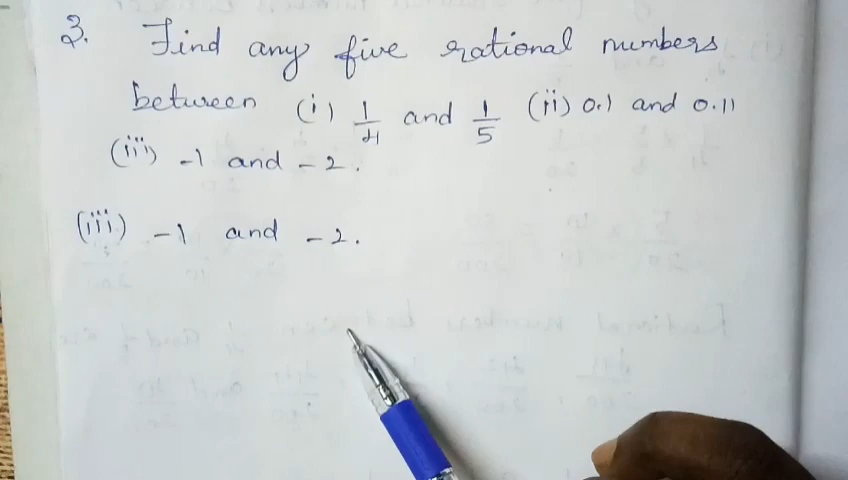 3. Find any five rational numbers
between (i) 1/4 and 1/5 (ii) 0.1 and 0.11
(iii) -1 and -2.
(iii) -1 and -2.